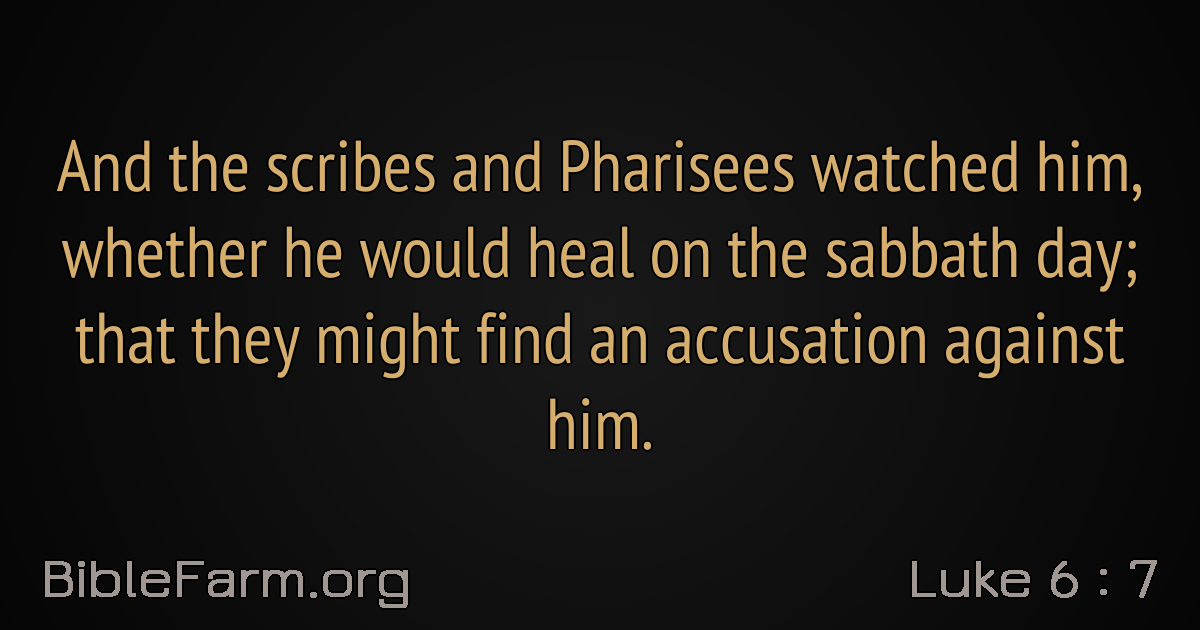 And the scribes and Pharisees watched him,
whether he would heal on the sabbath day;
that they might find an accusation against
him.
BibleFarm.org
Luke 6 : 7